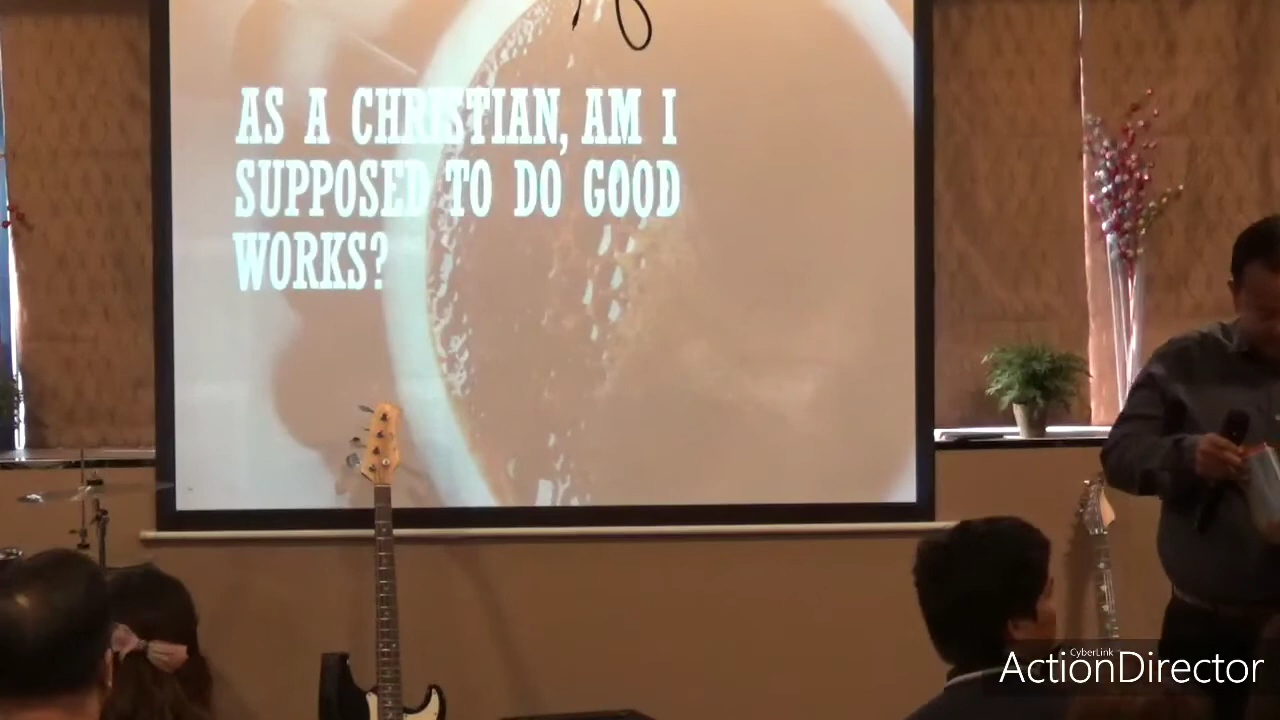 AS A CHRISTIAN, AM I
SUPPOSED TO DO GOOD
WORKS?
CyberLink
ActionDirector